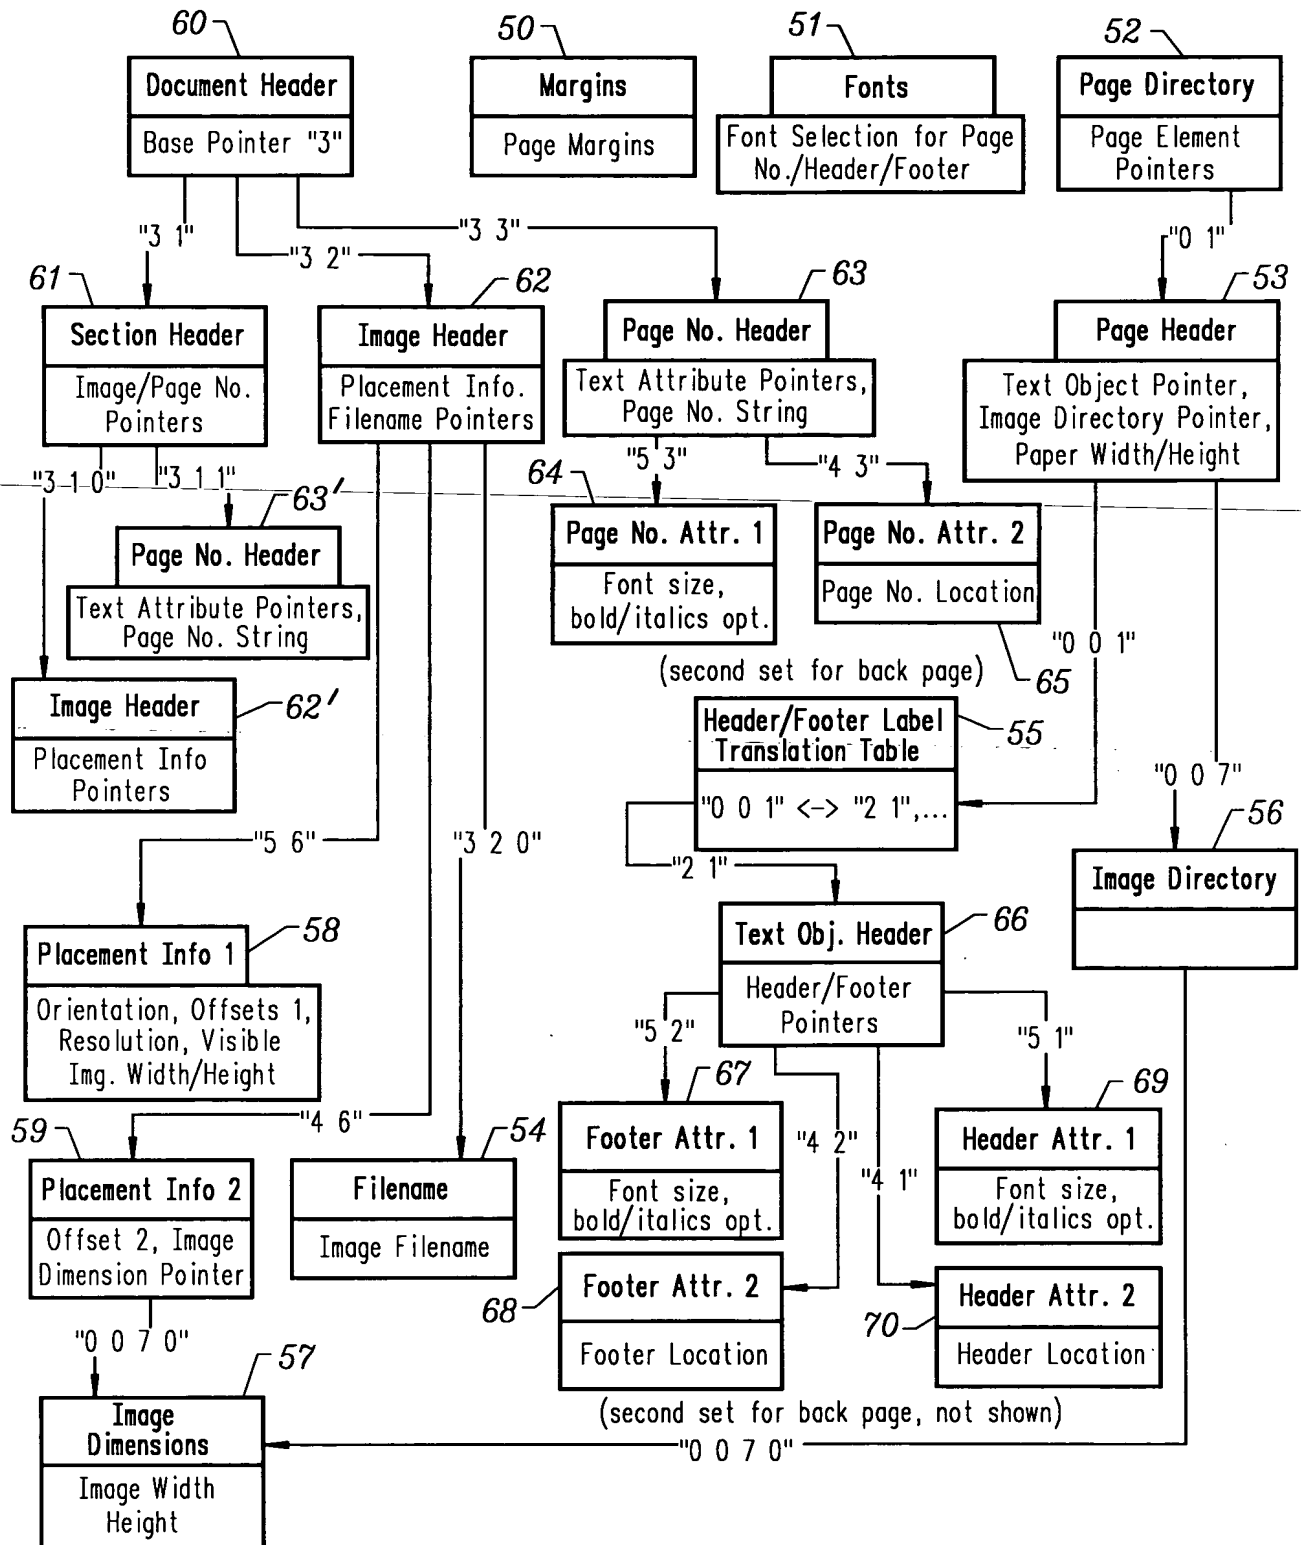 60
50
51
52
Document Header
Base Pointer "3"
Margins
Page Margins
Fonts
Font Selection for Page
No./Header/Footer
Page Directory
Page Element
Pointers
"3 1"
"3 2"
"3 3"
"0 1"
61
62
63
53
Section Header
Image/Page No.
Pointers
Image Header
Placement Info.
Filename Pointers
Page No. Header
Text Attribute Pointers,
Page No. String
Page Header
Text Object Pointer,
Image Directory Pointer,
Paper Width/Height
"3 1 0"
"3 1 1"
"5 3"
"4 3"
63'
64
Page No. Header
Text Attribute Pointers,
Page No. String
Page No. Attr. 1
Font size,
bold/italics opt.
Page No. Attr. 2
Page No. Location
65
(second set for back page)
"0 0 1"
"0 0 7"
62'
Image Header
Placement Info
Pointers
55
Header/Footer Label
Translation Table
"0 0 1" <-> "2 1",...
"5 6"
"3 2 0"
"2 1"
56
Image Directory
58
Placement Info 1
Orientation, Offsets 1,
Resolution, Visible
Img. Width/Height
66
Text Obj. Header
Header/Footer
Pointers
"5 2"
"5 1"
"4 6"
"4 2"
"4 1"
59
Placement Info 2
Offset 2, Image
Dimension Pointer
54
Filename
Image Filename
67
Footer Attr. 1
Font size,
bold/italics opt.
69
Header Attr. 1
Font size,
bold/italics opt.
68
Footer Attr. 2
Footer Location
70
Header Attr. 2
Header Location
(second set for back page, not shown)
"0 0 7 0"
57
Image
Dimensions
Image Width
Height
"0 0 7 0"